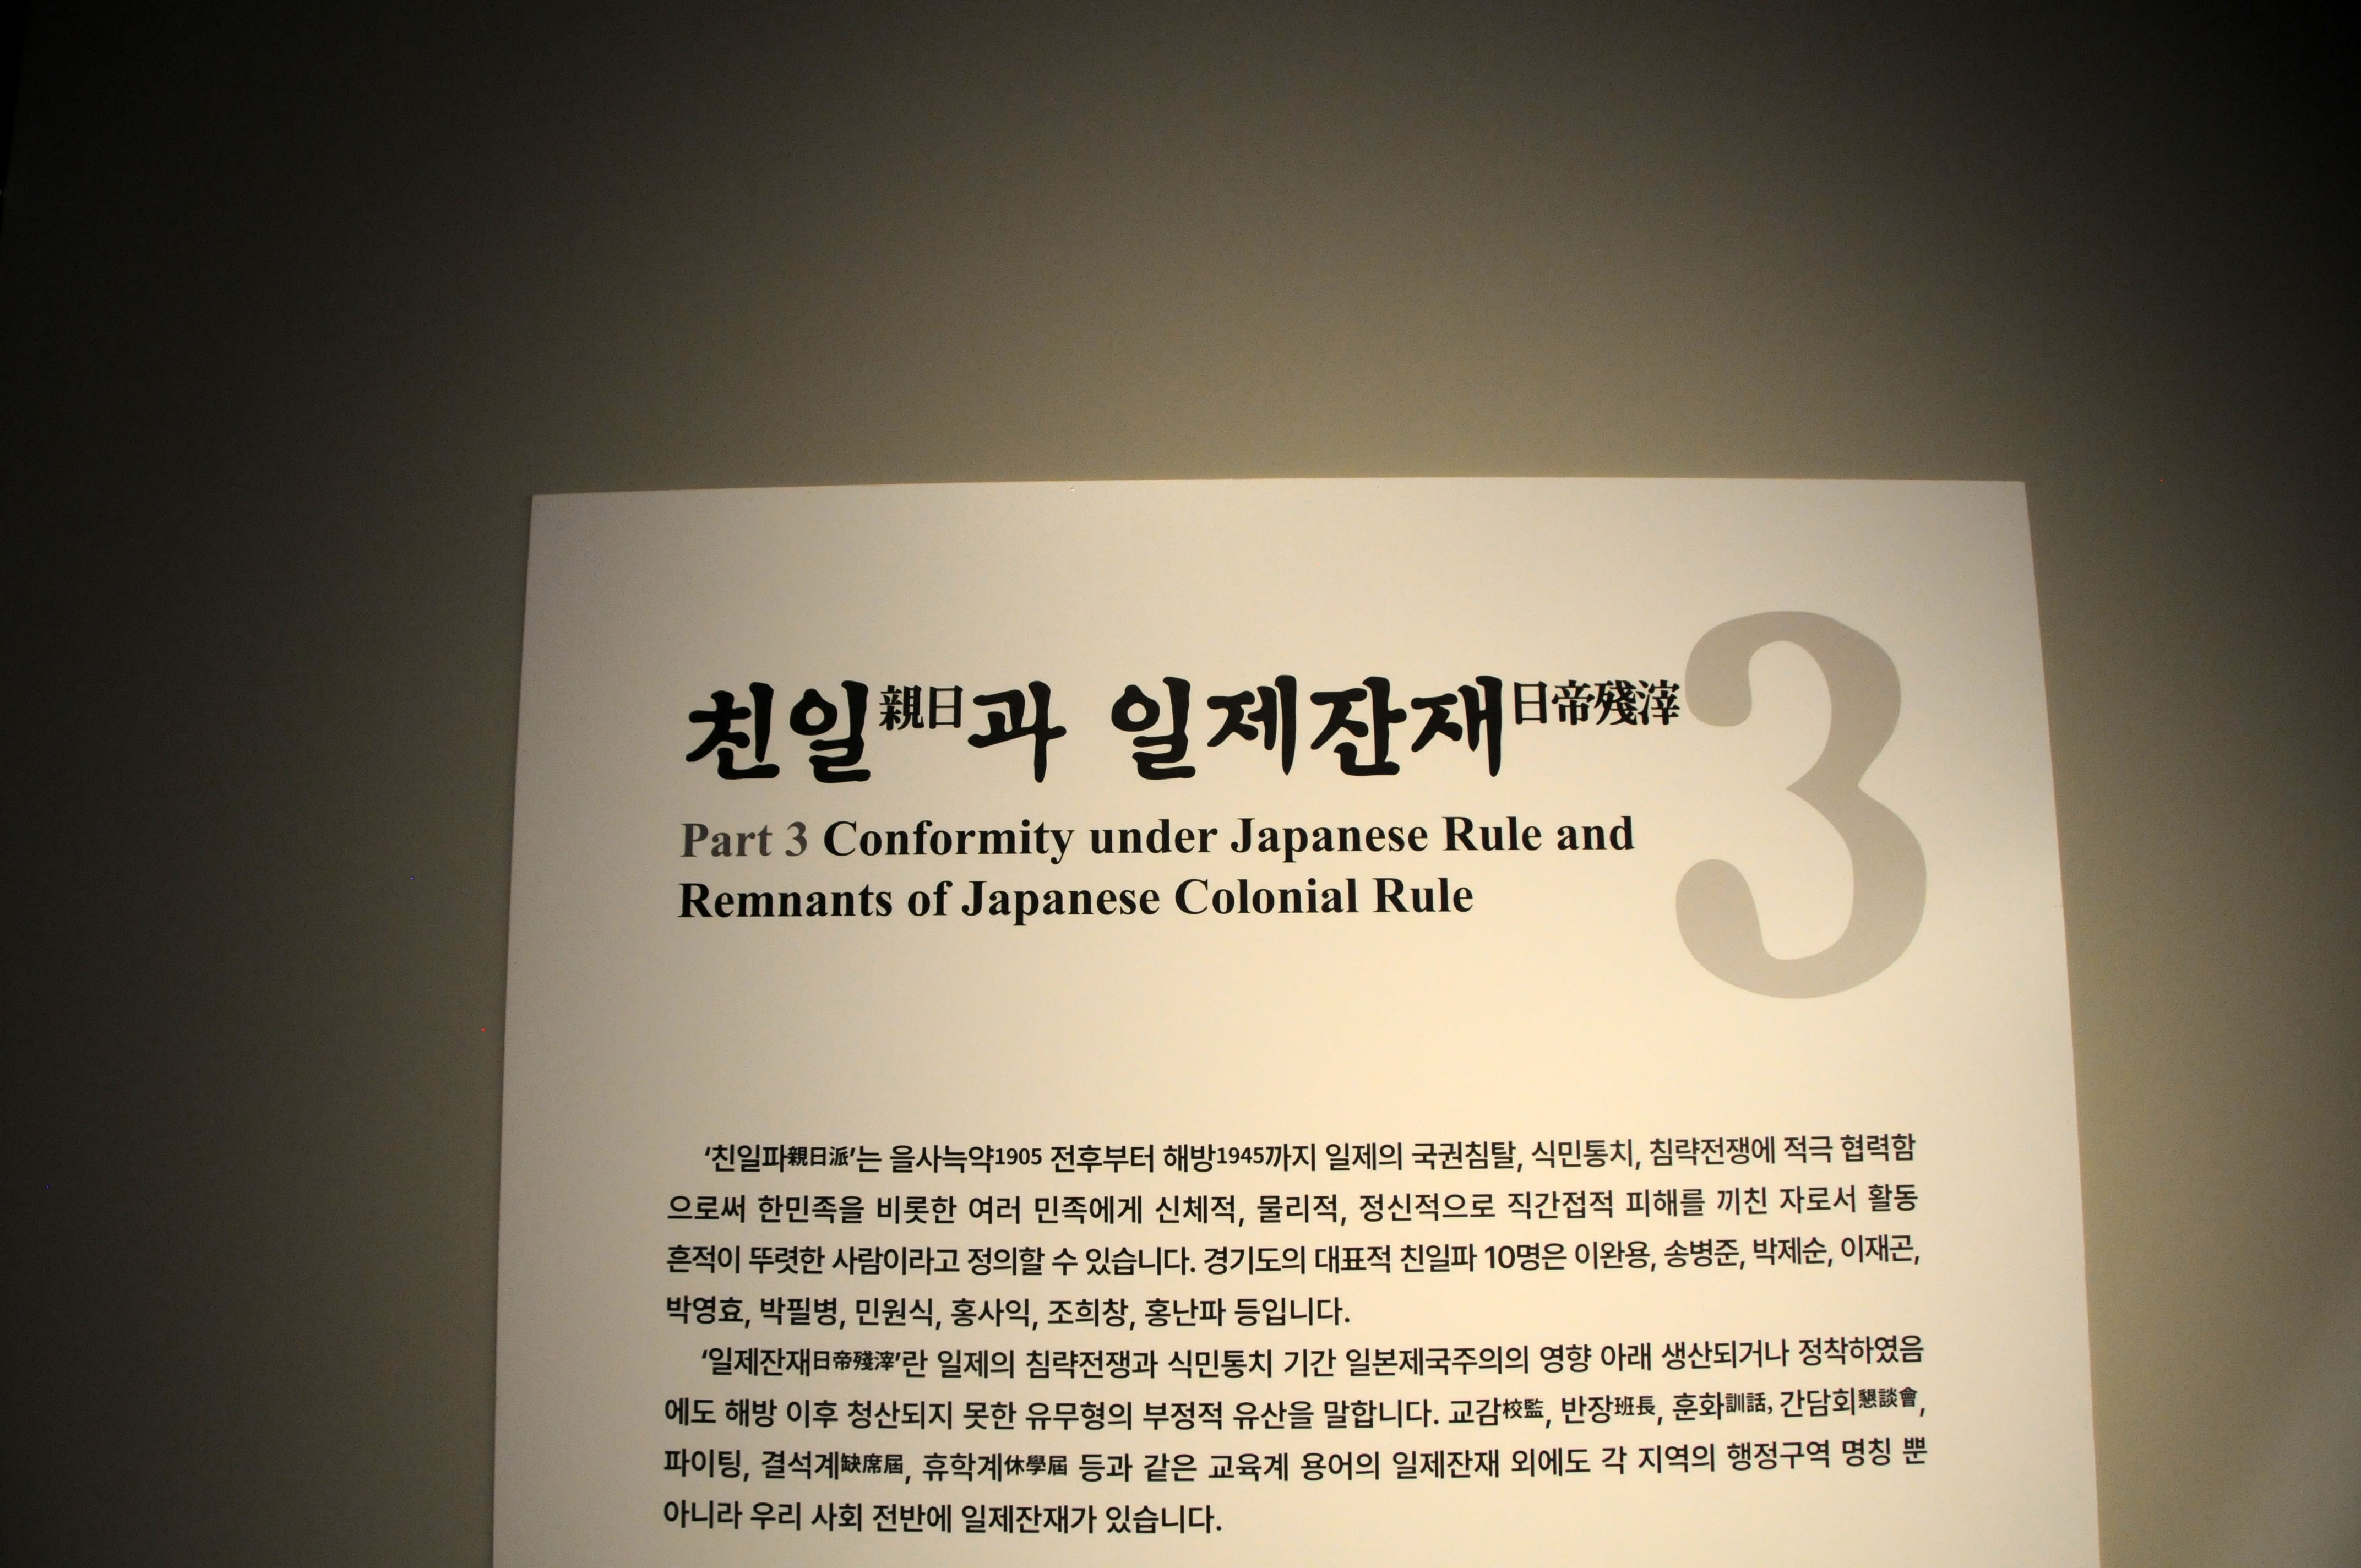 친일親日과 일제잔재日帝殘滓
3
Part 3 Conformity under Japanese Rule and
Remnants of Japanese Colonial Rule
‘친일파親日派’는 을사늑약1905 전후부터 해방1945까지 일제의 국권침탈, 식민통치, 침략전쟁에 적극 협력함
으로써 한민족을 비롯한 여러 민족에게 신체적, 물리적, 정신적으로 직간접적 피해를 끼친 자로서 활동
흔적이 뚜렷한 사람이라고 정의할 수 있습니다. 경기도의 대표적 친일파 10명은 이완용, 송병준, 박제순, 이재곤,
박영효, 박필병, 민원식, 홍사익, 조희창, 홍난파 등입니다.
‘일제잔재日帝殘滓’란 일제의 침략전쟁과 식민통치 기간 일본제국주의의 영향 아래 생산되거나 정착하였음
에도 해방 이후 청산되지 못한 유무형의 부정적 유산을 말합니다. 교감校監, 반장班長, 훈화訓話, 간담회懇談會,
파이팅, 결석계缺席屆, 휴학계休學屆 등과 같은 교육계 용어의 일제잔재 외에도 각 지역의 행정구역 명칭 뿐
아니라 우리 사회 전반에 일제잔재가 있습니다.